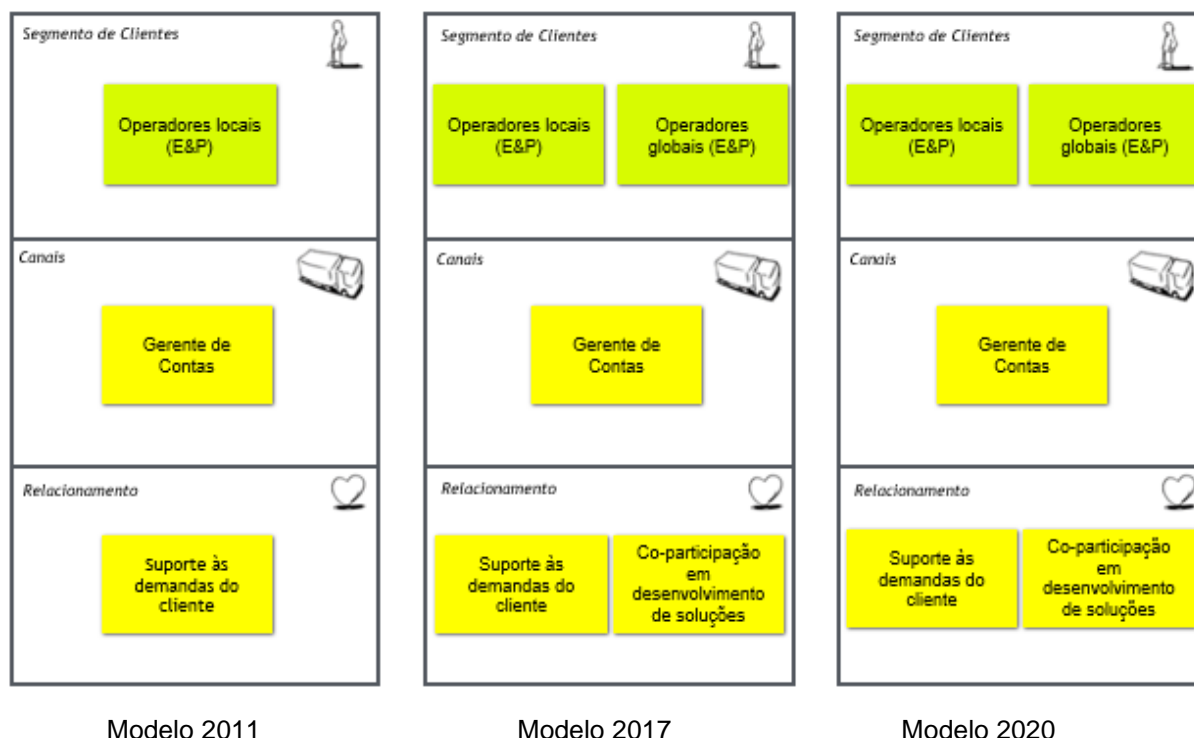 Segmento de Clientes
Operadores locais
(E&P)
Canais
Gerente de
Contas
Relacionamento
Suporte às
demandas do
cliente
Modelo 2011
Segmento de Clientes
Operadores locais
(E&P)
Operadores
globais (E&P)
Canais
Gerente de
Contas
Relacionamento
Suporte às
demandas do
cliente
Co-participação
em
desenvolvimento
de soluções
Modelo 2017
Segmento de Clientes
Operadores locais
(E&P)
Operadores
globais (E&P)
Canais
Gerente de
Contas
Relacionamento
Suporte às
demandas do
cliente
Co-participação
em
desenvolvimento
de soluções
Modelo 2020